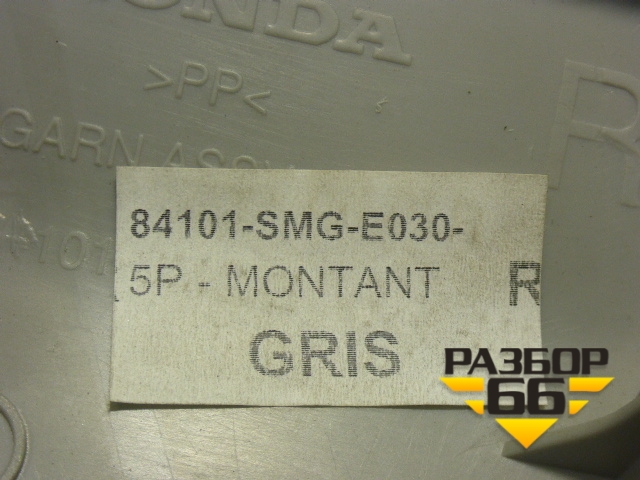 HONDA
>PP<
GARN ASSY
R
84101-SMG-E030-
5P - MONTANT R
GRIS
РАЗБОР
66